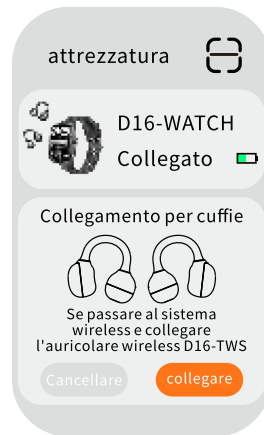 attrezzatura
D16-WATCH
Collegato
Collegamento per cuffie
Se passare al sistema
wireless e collegare
l'auricolare wireless D16-TWS
Cancellare
collegare